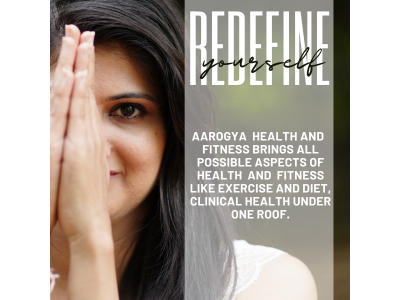 REDEFINE
yourself
AAROGYA HEALTH AND
FITNESS BRINGS ALL
POSSIBLE ASPECTS OF
HEALTH AND FITNESS
LIKE EXERCISE AND DIET,
CLINICAL HEALTH UNDER
ONE ROOF.